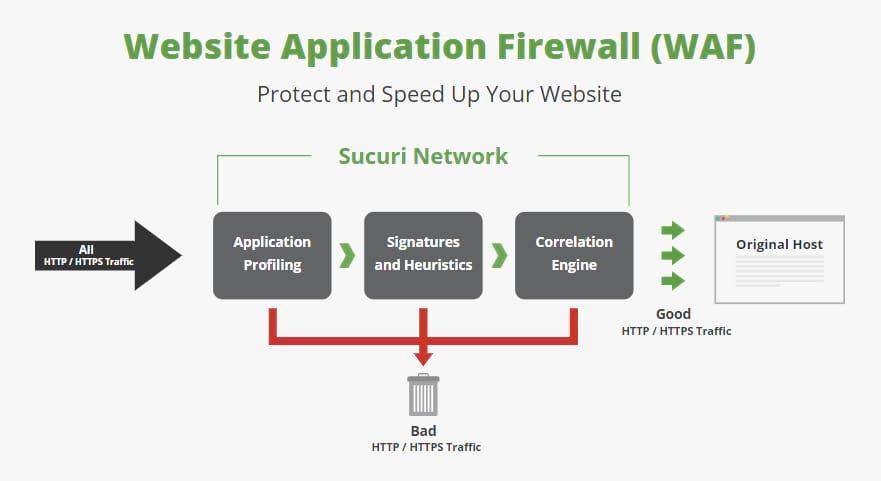 Website Application Firewall (WAF)
Protect and Speed Up Your Website
Sucuri Network
All
HTTP / HTTPS Traffic
Application
Profiling
Signatures
and Heuristics
Correlation
Engine
Original Host
Good
HTTP / HTTPS Traffic
Bad
HTTP / HTTPS Traffic